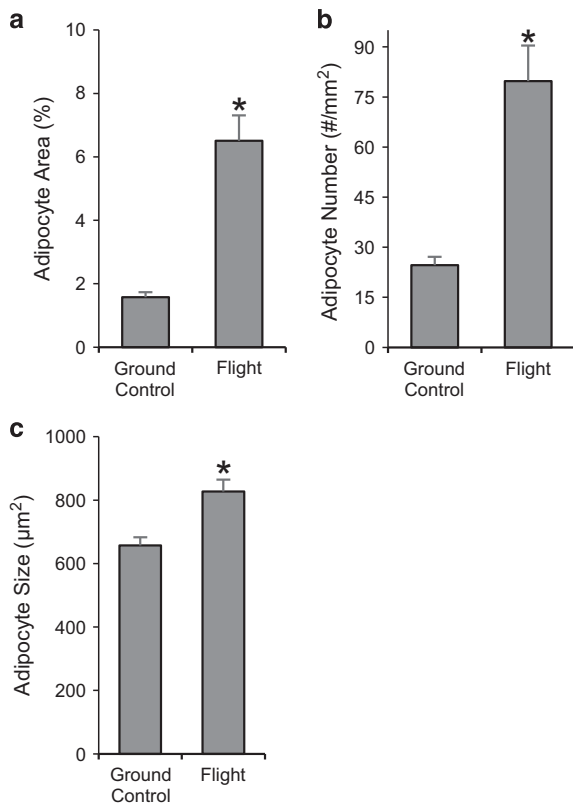 a
Adipocyte Area (%)
10
8
6
4
2
0
*
Ground
Control
Flight
b
Adipocyte Number (#/mm2)
90
75
60
45
30
15
0
*
Ground
Control
Flight
c
Adipocyte Size (µm2)
1000
800
600
400
200
0
*
Ground
Control
Flight